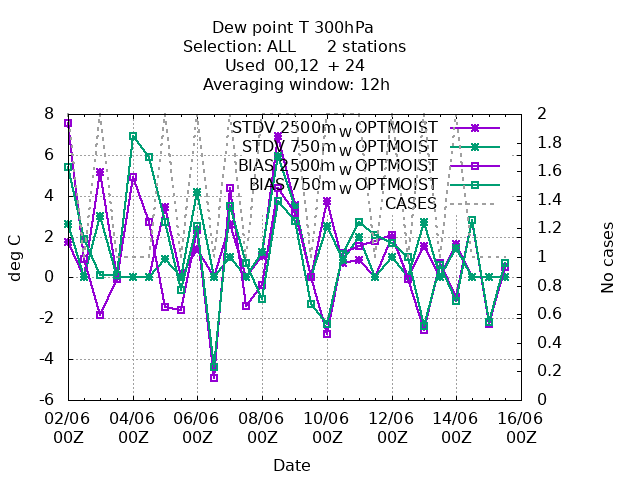 Dew point T 300hPa
Selection: ALL 2 stations
Used 00,12 + 24
Averaging window: 12h
8 2
STDV 2500m_W OPTMOIST
STDV 750m_W OPTMOIST
BIAS 2500m_W OPTMOIST
BIAS 750m_W OPTMOIST
CASES
6
4
2
0
-2
-4
-6
1.8
1.6
1.4
1.2
1
0.8
0.6
0.4
0.2
0
deg C
No cases
02/06 04/06 06/06 08/06 10/06 12/06 14/06 16/06
00Z 00Z 00Z 00Z 00Z 00Z 00Z 00Z
Date